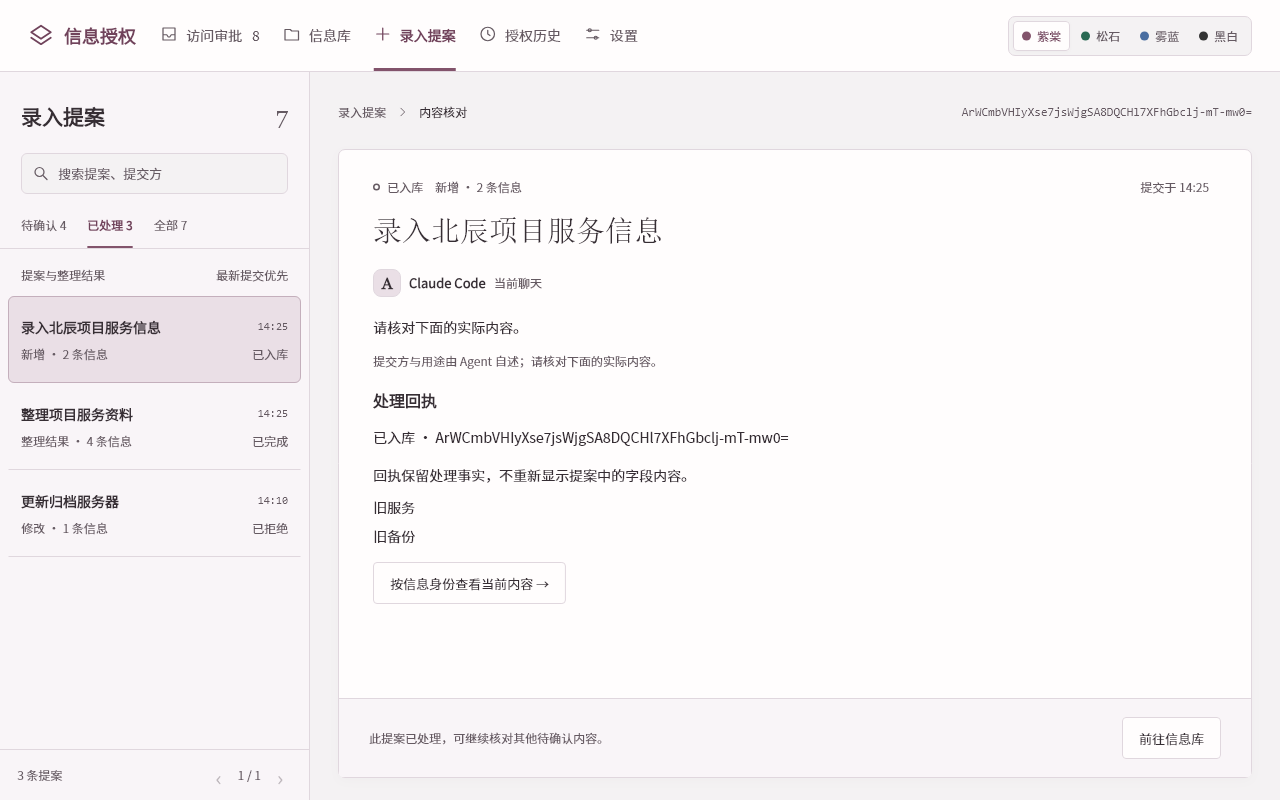 信息授权
访问审批 8
信息库
录入提案
授权历史
设置
紫棠
松石
雾蓝
黑白
录入提案
7
搜索提案、提交方
待确认 4
已处理 3
全部 7
提案与整理结果
最新提交优先
录入北辰项目服务信息
14:25
新增 · 2 条信息
已入库
整理项目服务资料
14:25
整理结果 · 4 条信息
已完成
更新归档服务器
14:10
修改 · 1 条信息
已拒绝
3 条提案
‹ 1 / 1 ›
录入提案 > 内容核对
ArWCmbVHIyXse7jsWjgSA8DQCHl7XFhGbclj-mT-mw0=
已入库 新增 · 2 条信息
提交于 14:25
录入北辰项目服务信息
A Claude Code 当前聊天
请核对下面的实际内容。
提交方与用途由 Agent 自述；请核对下面的实际内容。
处理回执
已入库 · ArWCmbVHIyXse7jsWjgSA8DQCHl7XFhGbclj-mT-mw0=
回执保留处理事实，不重新显示提案中的字段内容。
旧服务
旧备份
按信息身份查看当前内容 →
此提案已处理，可继续核对其他待确认内容。
前往信息库